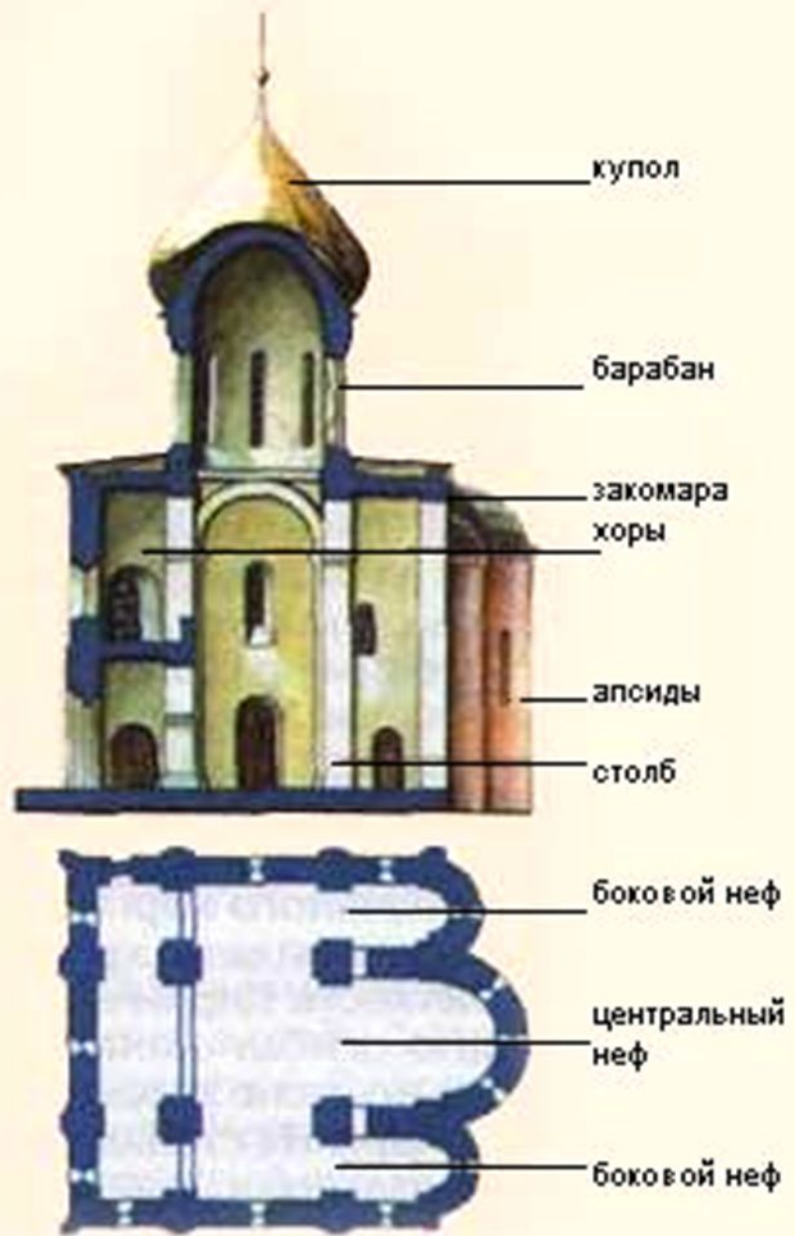 купол
барабан
закомара
хоры
апсиды
столб
боковой неф
центральный
неф
боковой неф